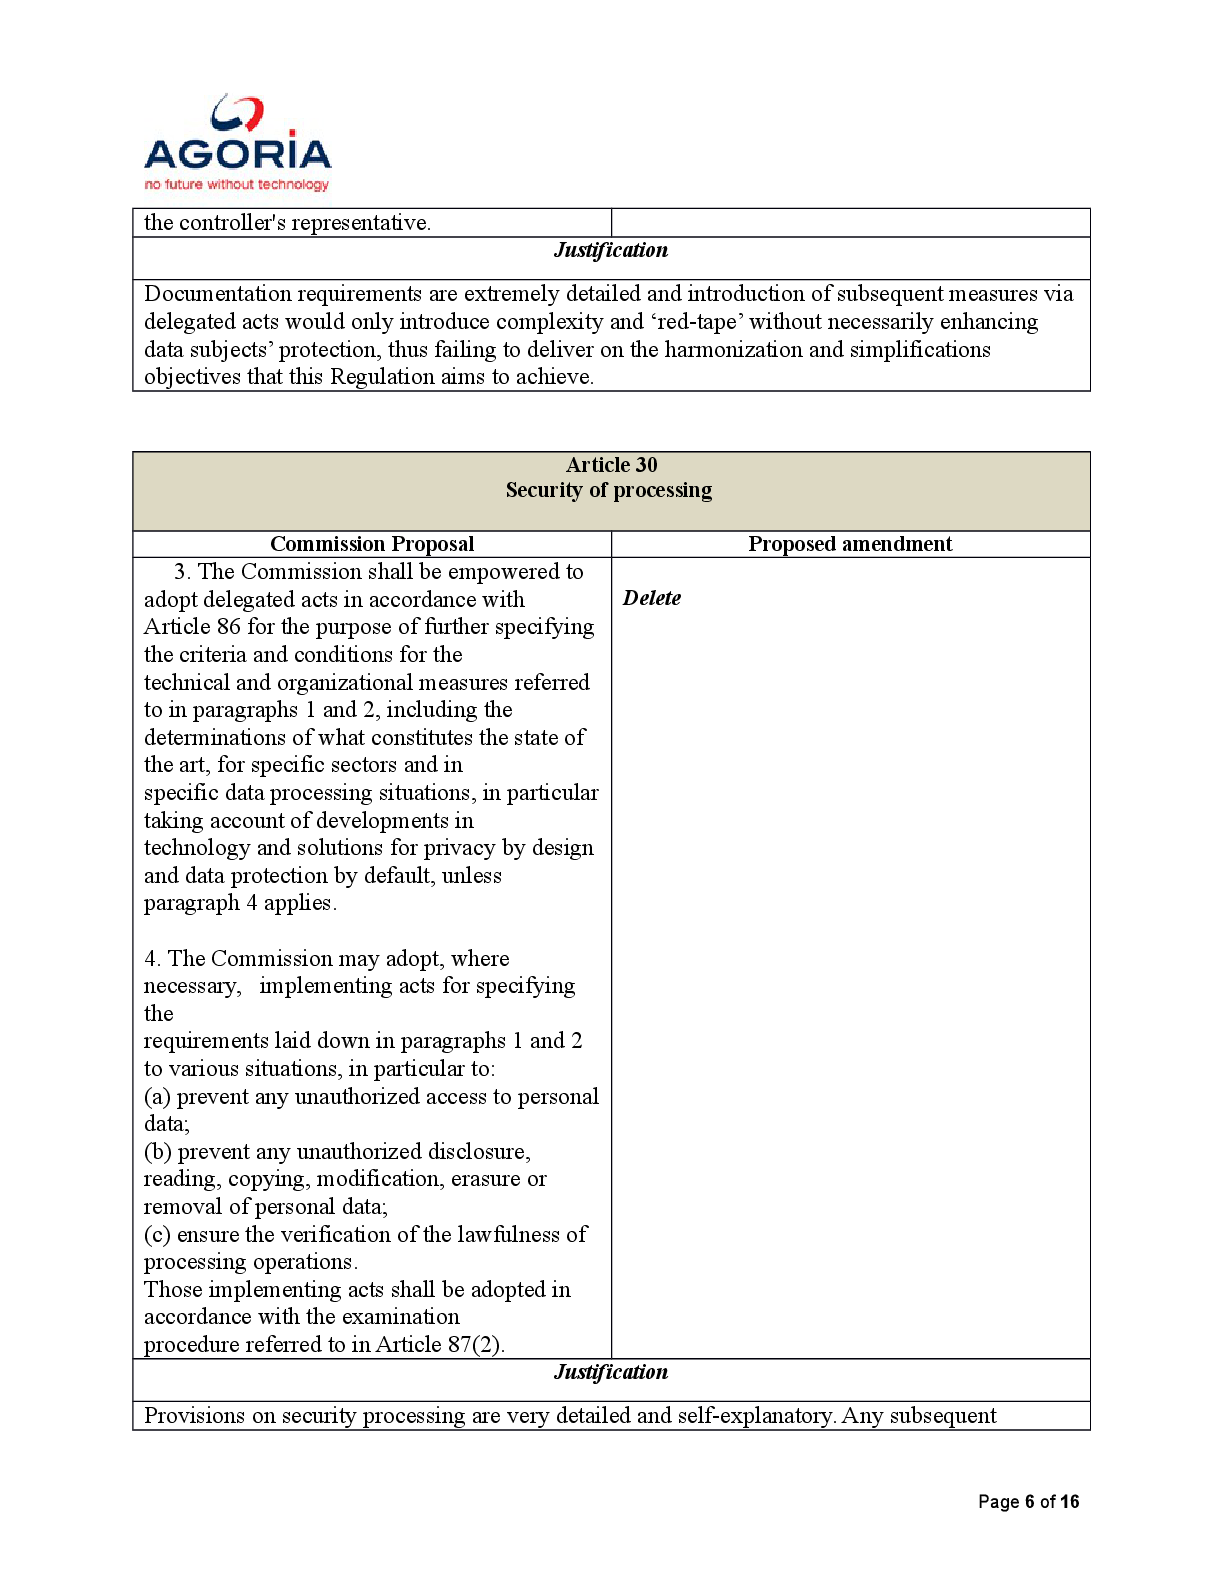 AGORIA
no future without technology
the controller's representative.
Justification
Documentation requirements are extremely detailed and introduction of subsequent measures via
delegated acts would only introduce complexity and ‘red-tape’ without necessarily enhancing
data subjects’ protection, thus failing to deliver on the harmonization and simplifications
objectives that this Regulation aims to achieve.
Article 30
Security of processing
Commission Proposal
Proposed amendment
3. The Commission shall be empowered to
adopt delegated acts in accordance with
Article 86 for the purpose of further specifying
the criteria and conditions for the
technical and organizational measures referred
to in paragraphs 1 and 2, including the
determinations of what constitutes the state of
the art, for specific sectors and in
specific data processing situations, in particular
taking account of developments in
technology and solutions for privacy by design
and data protection by default, unless
paragraph 4 applies.
4. The Commission may adopt, where
necessary, implementing acts for specifying
the
requirements laid down in paragraphs 1 and 2
to various situations, in particular to:
(a) prevent any unauthorized access to personal
data;
(b) prevent any unauthorized disclosure,
reading, copying, modification, erasure or
removal of personal data;
(c) ensure the verification of the lawfulness of
processing operations.
Those implementing acts shall be adopted in
accordance with the examination
procedure referred to in Article 87(2).
Delete
Justification
Provisions on security processing are very detailed and self-explanatory. Any subsequent
Page 6 of 16